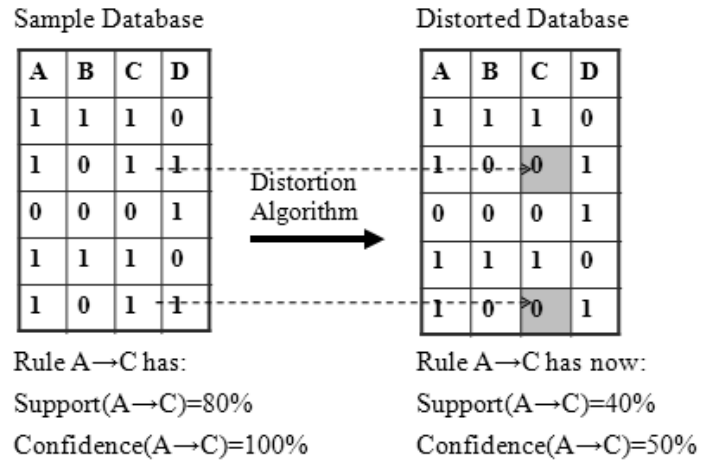 Sample Database
A B C D
1 1 1 0
1 0 1 1
0 0 0 1
1 1 1 0
1 0 1 1
Rule A→C has:
Support(A→C)=80%
Confidence(A→C)=100%
Distortion
Algorithm
Distorted Database
A B C D
1 1 1 0
1 0 0 1
0 0 0 1
1 1 1 0
1 0 0 1
Rule A→C has now:
Support(A→C)=40%
Confidence(A→C)=50%